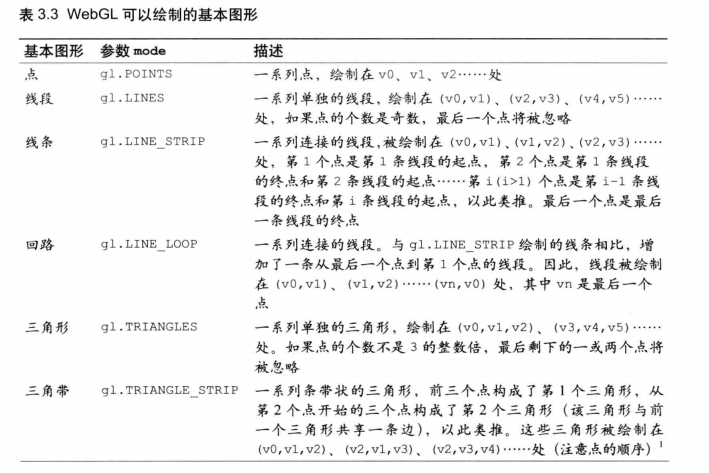 表 3.3 WebGL 可以绘制的基本图形
基本图形 参数 mode 描述
点 gl.POINTS 一系列点，绘制在 v0、v1、v2……处
线段 gl.LINES 一系列单独的线段，绘制在 (v0,v1)、(v2,v3)、(v4,v5)……
处，如果点的个数是奇数，最后一个点将被忽略
线条 gl.LINE_STRIP 一系列连接的线段,被绘制在 (v0,v1)、(v1,v2)、(v2,v3)……
处，第 1 个点是第 1 条线段的起点，第 2 个点是第 1 条线段
的终点和第 2 条线段的起点……第 i(i>1) 个点是第 i-1 条线
段的终点和第 i 条线段的起点，以此类推。最后一个点是最后
一条线段的终点
回路 gl.LINE_LOOP 一系列连接的线段。与 gl.LINE_STRIP 绘制的线条相比，增
加了一条从最后一个点到第 1 个点的线段。因此，线段被绘制
在 (v0,v1)、(v1,v2)……(vn,v0) 处，其中 vn 是最后一个
点
三角形 gl.TRIANGLES 一系列单独的三角形，绘制在 (v0,v1,v2)、(v3,v4,v5)……
处。如果点的个数不是 3 的整数倍，最后剩下的一或两个点将
被忽略
三角带 gl.TRIANGLE_STRIP 一系列条带状的三角形，前三个点构成了第 1 个三角形，从
第 2 个点开始的三个点构成了第 2 个三角形（该三角形与前
一个三角形共享一条边），以此类推。这些三角形被绘制在
(v0,v1,v2)、(v2,v1,v3)、(v2,v3,v4)……处（注意点的顺序）1